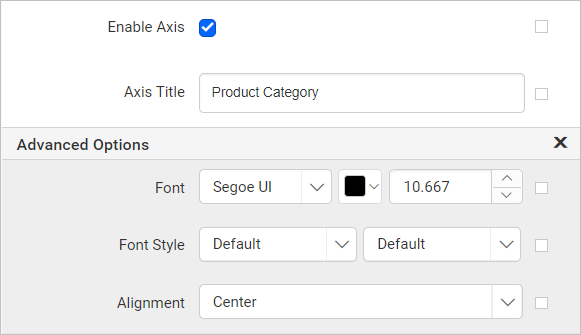 Enable Axis
Axis Title Product Category
Advanced Options X
Font Segoe UI 10.667
Font Style Default Default
Alignment Center